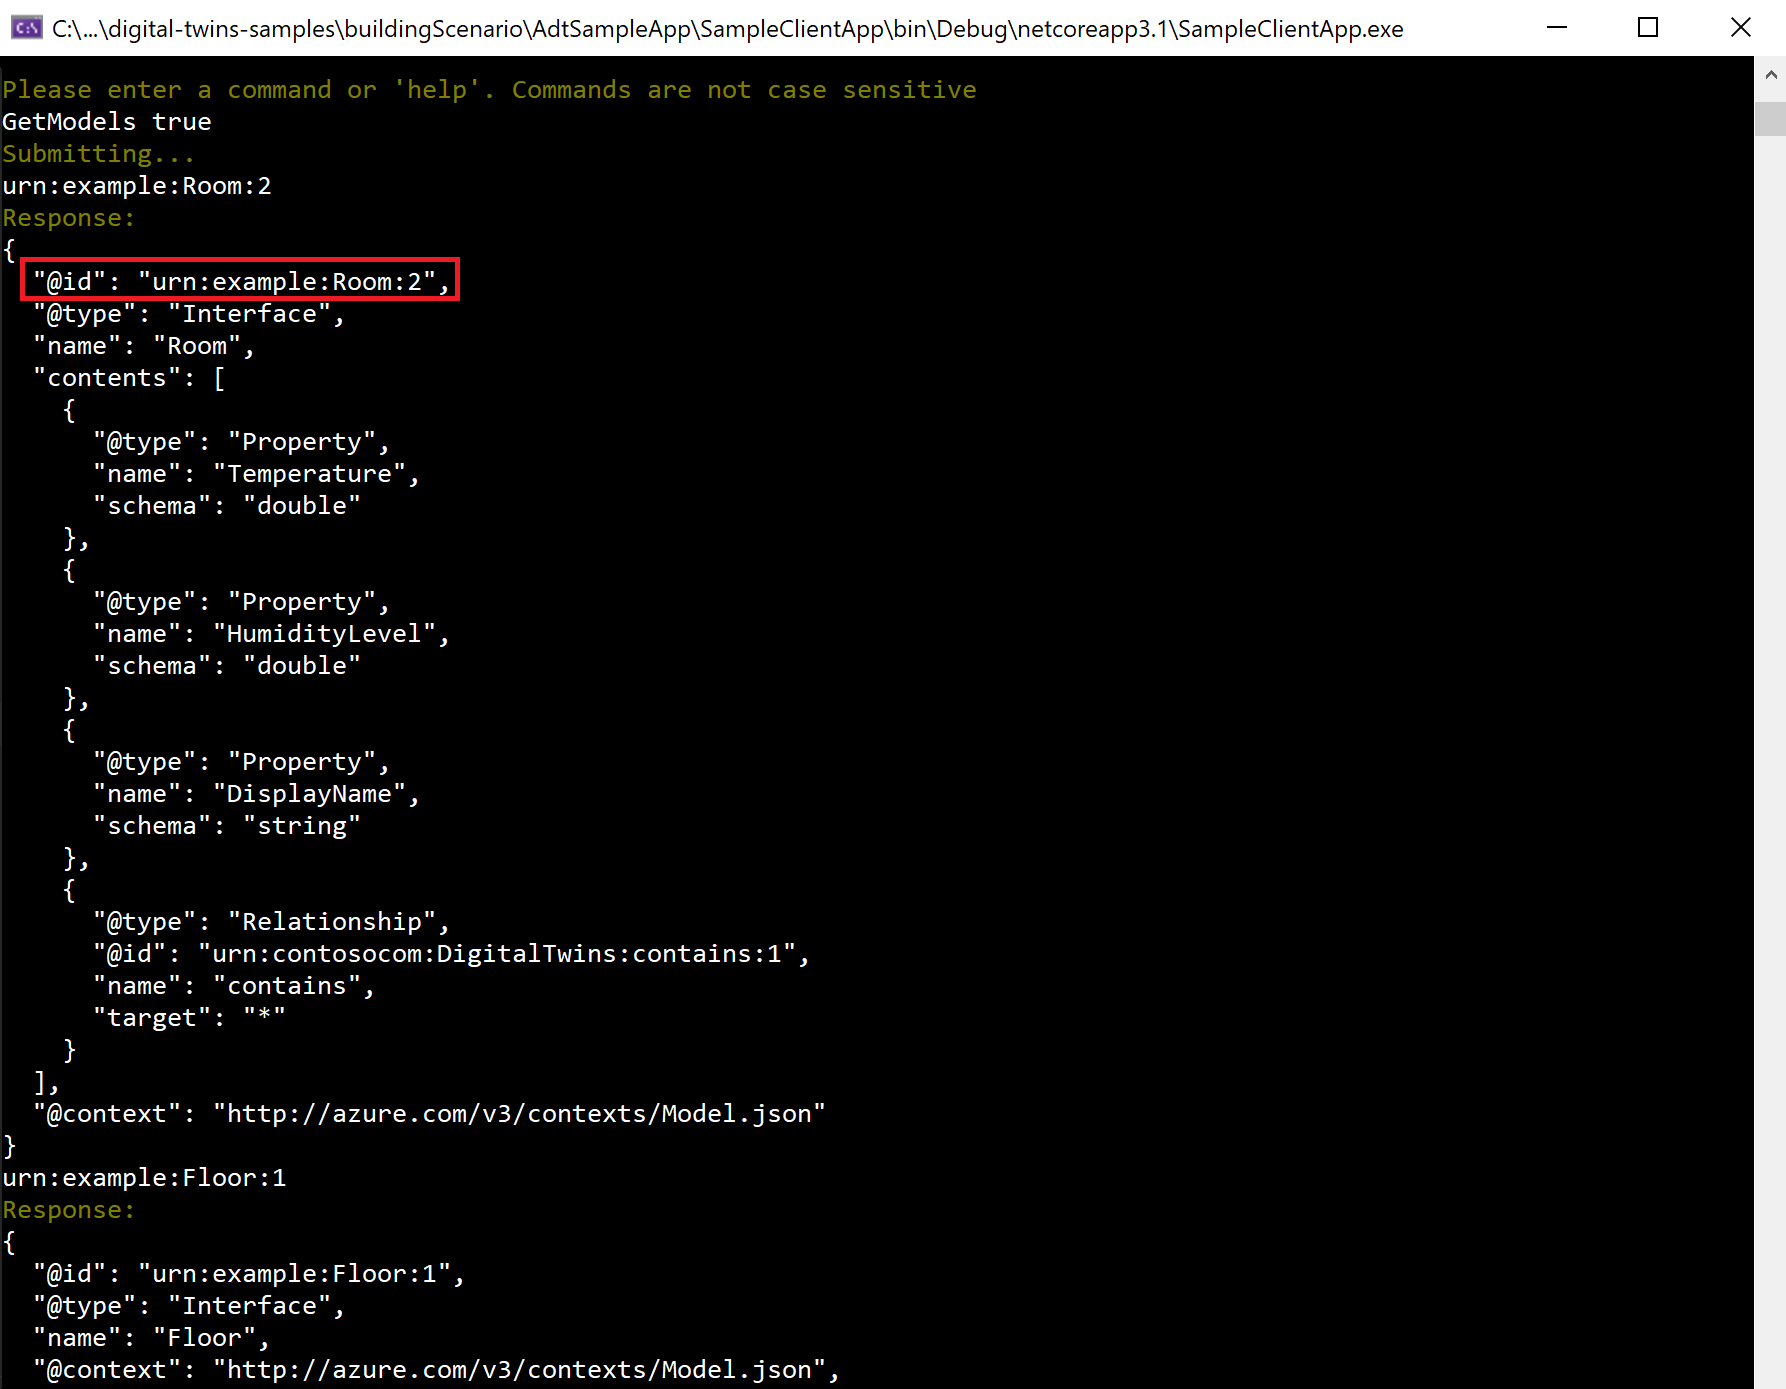 C:\...\digital-twins-samples\buildingScenario\AdtSampleApp\SampleClientApp\bin\Debug\netcoreapp3.1\SampleClientApp.exe
Please enter a command or 'help'. Commands are not case sensitive
GetModels true
Submitting...
urn:example:Room:2
Response:
{
  "@id": "urn:example:Room:2",
  "@type": "Interface",
  "name": "Room",
  "contents": [
    {
      "@type": "Property",
      "name": "Temperature",
      "schema": "double"
    },
    {
      "@type": "Property",
      "name": "HumidityLevel",
      "schema": "double"
    },
    {
      "@type": "Property",
      "name": "DisplayName",
      "schema": "string"
    },
    {
      "@type": "Relationship",
      "@id": "urn:contosocom:DigitalTwins:contains:1",
      "name": "contains",
      "target": "*"
    }
  ],
  "@context": "http://azure.com/v3/contexts/Model.json"
}
urn:example:Floor:1
Response:
{
  "@id": "urn:example:Floor:1",
  "@type": "Interface",
  "name": "Floor",
  "@context": "http://azure.com/v3/contexts/Model.json",